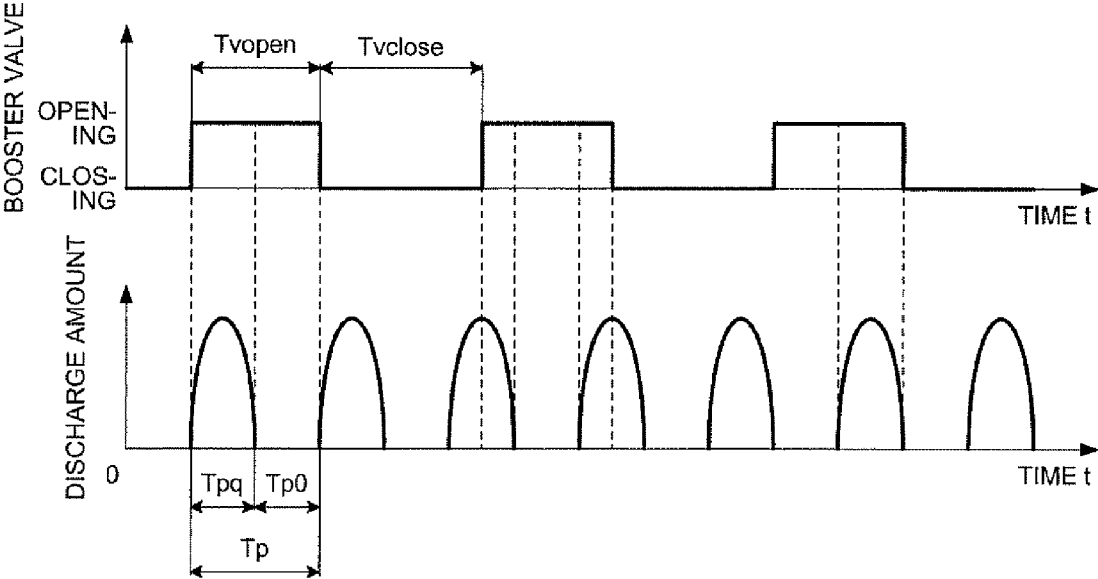 BOOSTER VALVE
Tvopen
Tvclose
OPEN-
ING
CLOS-
ING
TIME t
DISCHARGE AMOUNT
0
TIME t
Tpq
Tp0
Tp